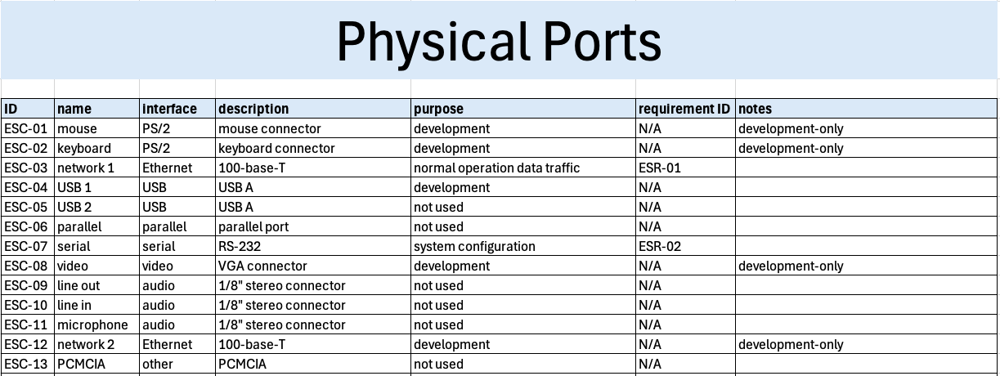 Physical Ports
ID name interface description purpose requirement ID notes
ESC-01 mouse PS/2 mouse connector development N/A development-only
ESC-02 keyboard PS/2 keyboard connector development N/A development-only
ESC-03 network 1 Ethernet 100-base-T normal operation data traffic ESR-01
ESC-04 USB 1 USB USB A development N/A
ESC-05 USB 2 USB USB A not used N/A
ESC-06 parallel parallel parallel port not used N/A
ESC-07 serial serial RS-232 system configuration ESR-02
ESC-08 video video VGA connector development N/A development-only
ESC-09 line out audio 1/8" stereo connector not used N/A
ESC-10 line in audio 1/8" stereo connector not used N/A
ESC-11 microphone audio 1/8" stereo connector not used N/A
ESC-12 network 2 Ethernet 100-base-T development N/A development-only
ESC-13 PCMCIA other PCMCIA not used N/A